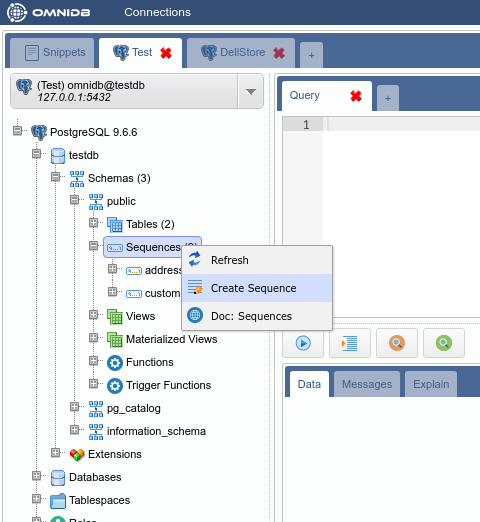 OMNIDB Connections
Snippets Test DellStore +
(Test) omnidb@testdb
127.0.0.1:5432
Query +
1
PostgreSQL 9.6.6
testdb
Schemas (3)
public
Tables (2)
Sequences
address
custom
Refresh
Create Sequence
Doc: Sequences
Views
Materialized Views
Functions
Trigger Functions
pg_catalog
information_schema
Extensions
Databases
Tablespaces
Data Messages Explain